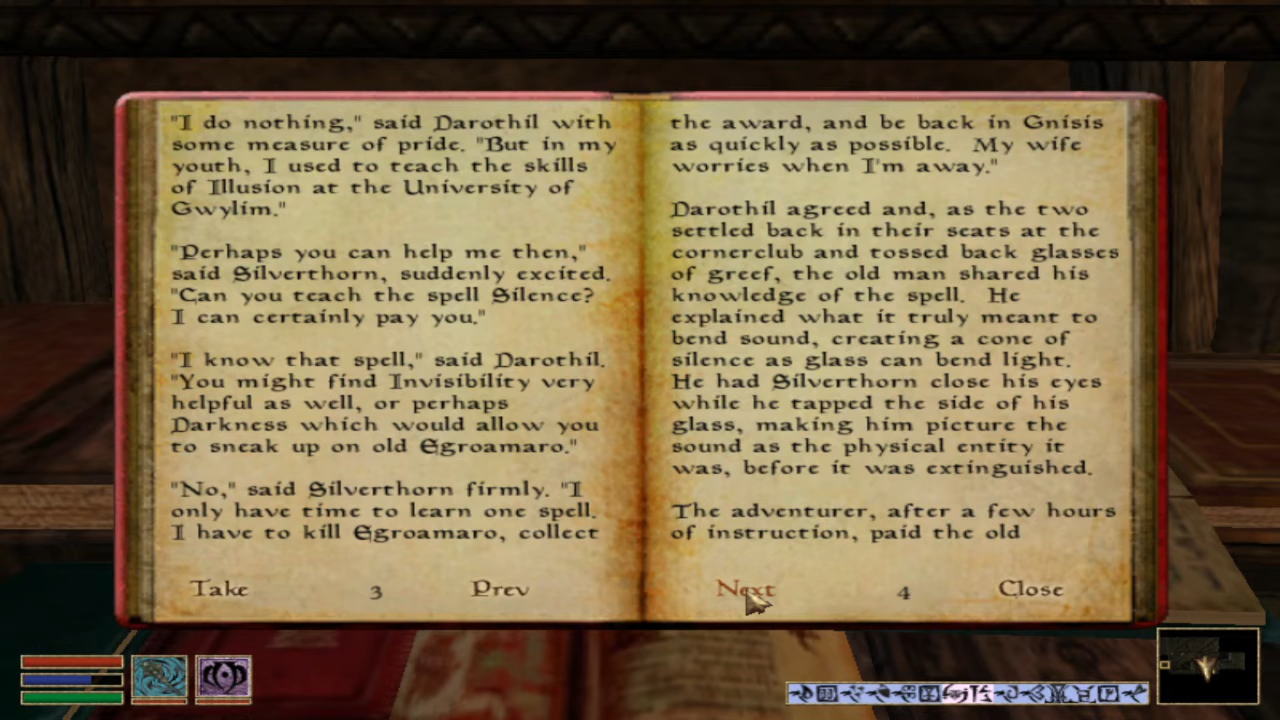 "I do nothing," said Darothil with
some measure of pride. "But in my
youth, I used to teach the skills
of Illusion at the University of
Gwylim."
"Perhaps you can help me then,"
said Silverthorn, suddenly excited.
"Can you teach the spell Silence?
I can certainly pay you."
"I know that spell," said Darothil.
"You might find Invisibility very
helpful as well, or perhaps
Darkness which would allow you
to sneak up on old Egroamaro."
"No," said Silverthorn firmly. "I
only have time to learn one spell.
I have to kill Egroamaro, collect
Take 3 Prev
the award, and be back in Gnisis
as quickly as possible.  My wife
worries when I'm away."
Darothil agreed and, as the two
settled back in their seats at the
cornerclub and tossed back glasses
of greef, the old man shared his
knowledge of the spell.  He
explained what it truly meant to
bend sound, creating a cone of
silence as glass can bend light.
He had Silverthorn close his eyes
while he tapped the side of his
glass, making him picture the
sound as the physical entity it
was, before it was extinguished.
The adventurer, after a few hours
of instruction, paid the old
Next 4 Close